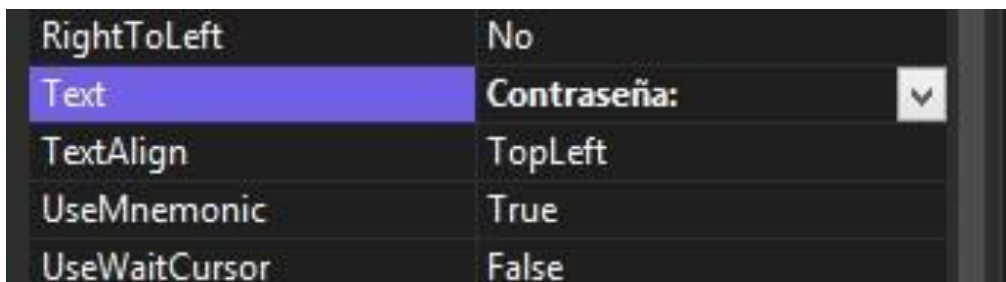 RightToLeft No
Text Contraseña:
TextAlign TopLeft
UseMnemonic True
UseWaitCursor False